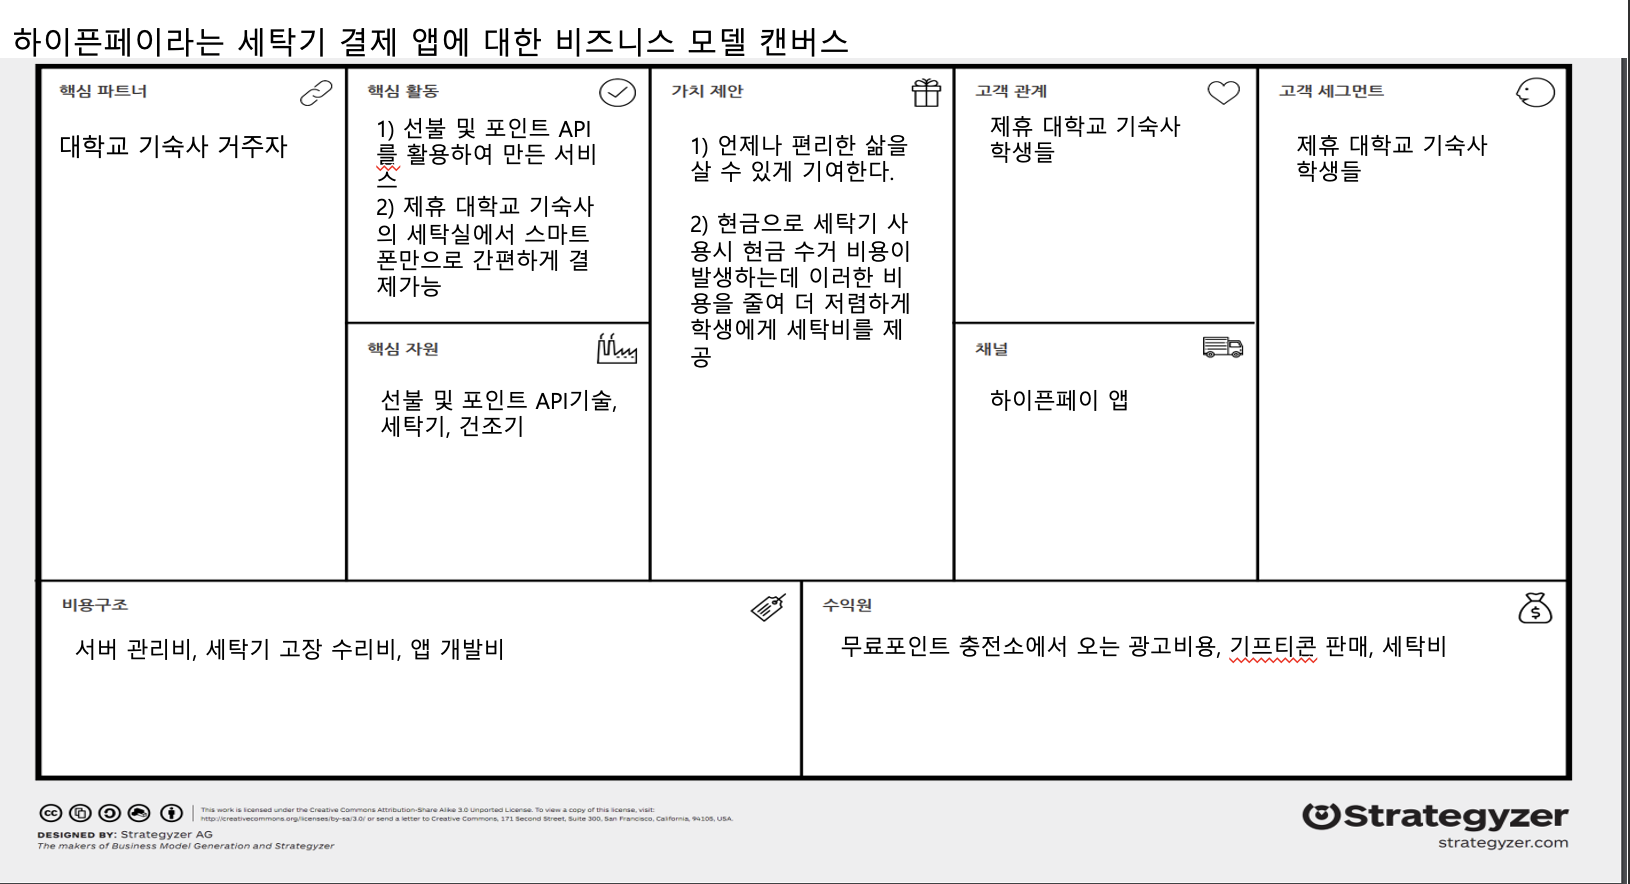 하이픈페이라는 세탁기 결제 앱에 대한 비즈니스 모델 캔버스
핵심 파트너
대학교 기숙사 거주자
핵심 활동
1) 선불 및 포인트 API
를 활용하여 만든 서비
스
2) 제휴 대학교 기숙사
의 세탁실에서 스마트
폰만으로 간편하게 결
제가능
핵심 자원
선불 및 포인트 API기술,
세탁기, 건조기
가치 제안
1) 언제나 편리한 삶을
살 수 있게 기여한다.
2) 현금으로 세탁기 사
용시 현금 수거 비용이
발생하는데 이러한 비
용을 줄여 더 저렴하게
학생에게 세탁비를 제
공
고객 관계
제휴 대학교 기숙사
학생들
채널
하이픈페이 앱
고객 세그먼트
제휴 대학교 기숙사
학생들
비용구조
서버 관리비, 세탁기 고장 수리비, 앱 개발비
수익원
무료포인트 충전소에서 오는 광고비용, 기프티콘 판매, 세탁비
This work is licensed under the Creative Commons Attribution-Share Alike 3.0 Unported License. To view a copy of this license, visit:
http://creativecommons.org/licenses/by-sa/3.0/ or send a letter to Creative Commons, 171 Second Street, Suite 300, San Francisco, California, 94105, USA.
DESIGNED BY: Strategyzer AG
The makers of Business Model Generation and Strategyzer
Strategyzer
strategyzer.com